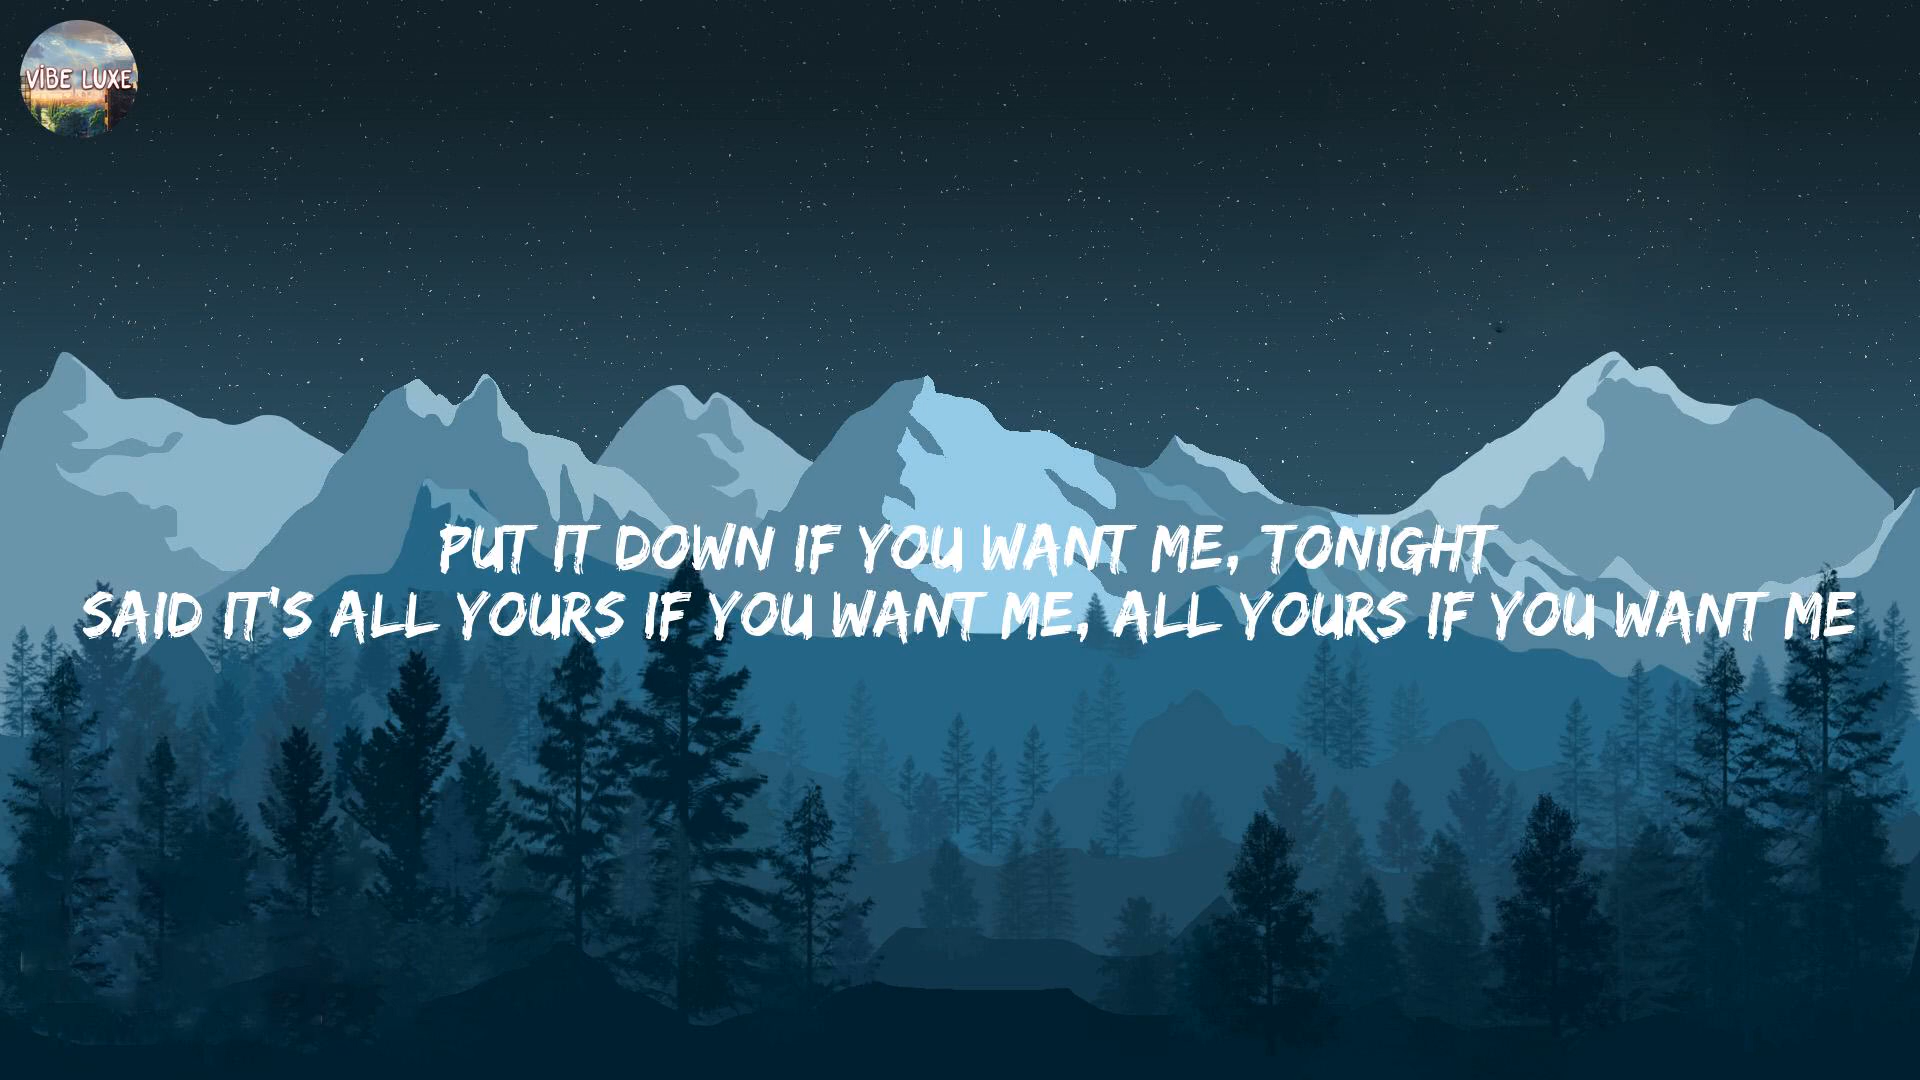 VIBE LUXE
PUT IT DOWN IF YOU WANT ME, TONIGHT
SAID IT'S ALL YOURS IF YOU WANT ME, ALL YOURS IF YOU WANT ME